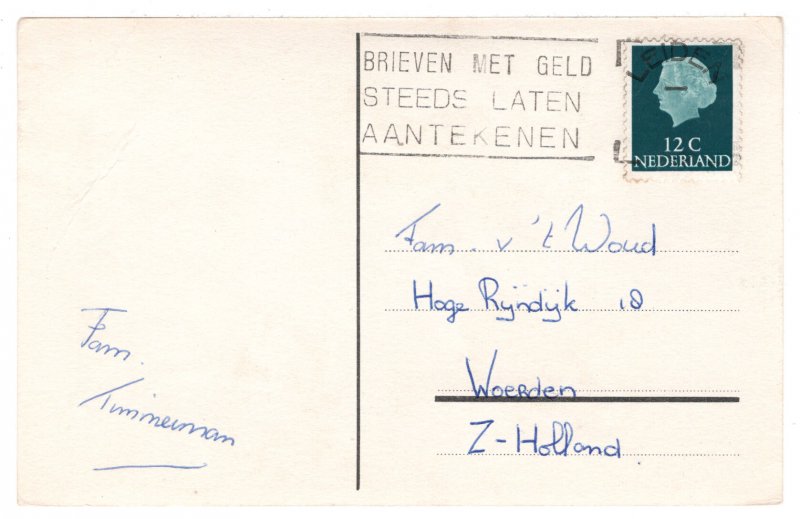 BRIEVEN MET GELD
STEEDS LATEN
AANTEKENEN
LEIDEN
12 C
NEDERLAND
Fam. v 't Woud
Hoge Rijndijk 18
Woerden
Z-Holland
Fam.
Timmerman